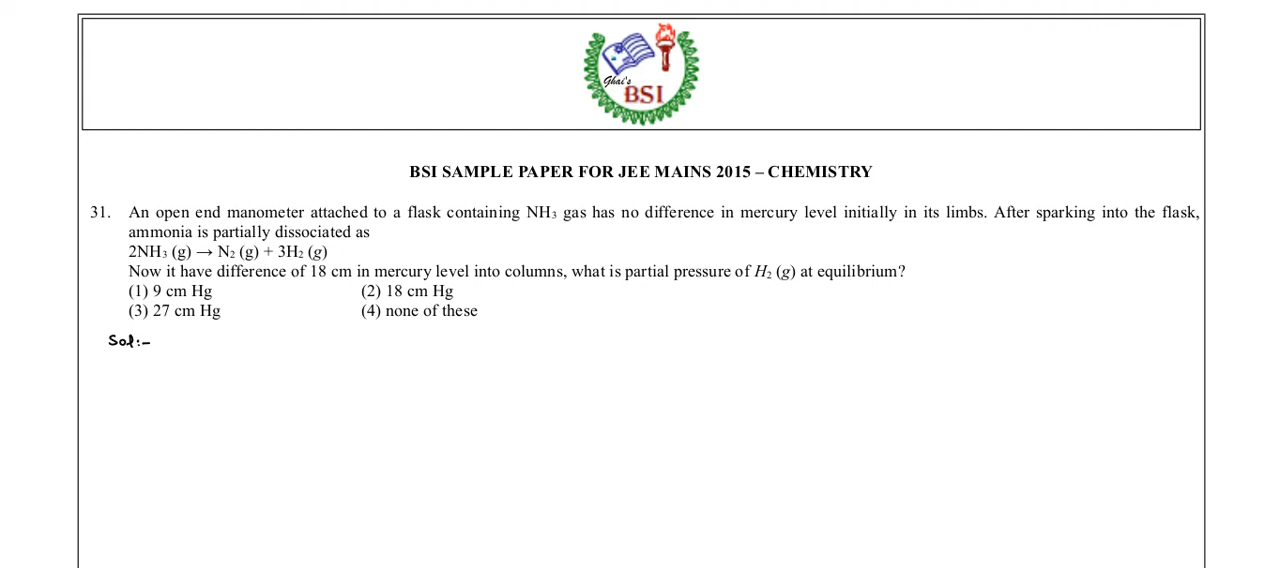 Ghai's
BSI
BSI SAMPLE PAPER FOR JEE MAINS 2015 – CHEMISTRY
31. An open end manometer attached to a flask containing NH₃ gas has no difference in mercury level initially in its limbs. After sparking into the flask,
ammonia is partially dissociated as
2NH₃ (g) → N₂ (g) + 3H₂ (g)
Now it have difference of 18 cm in mercury level into columns, what is partial pressure of H₂ (g) at equilibrium?
(1) 9 cm Hg (2) 18 cm Hg
(3) 27 cm Hg (4) none of these
Sol:–